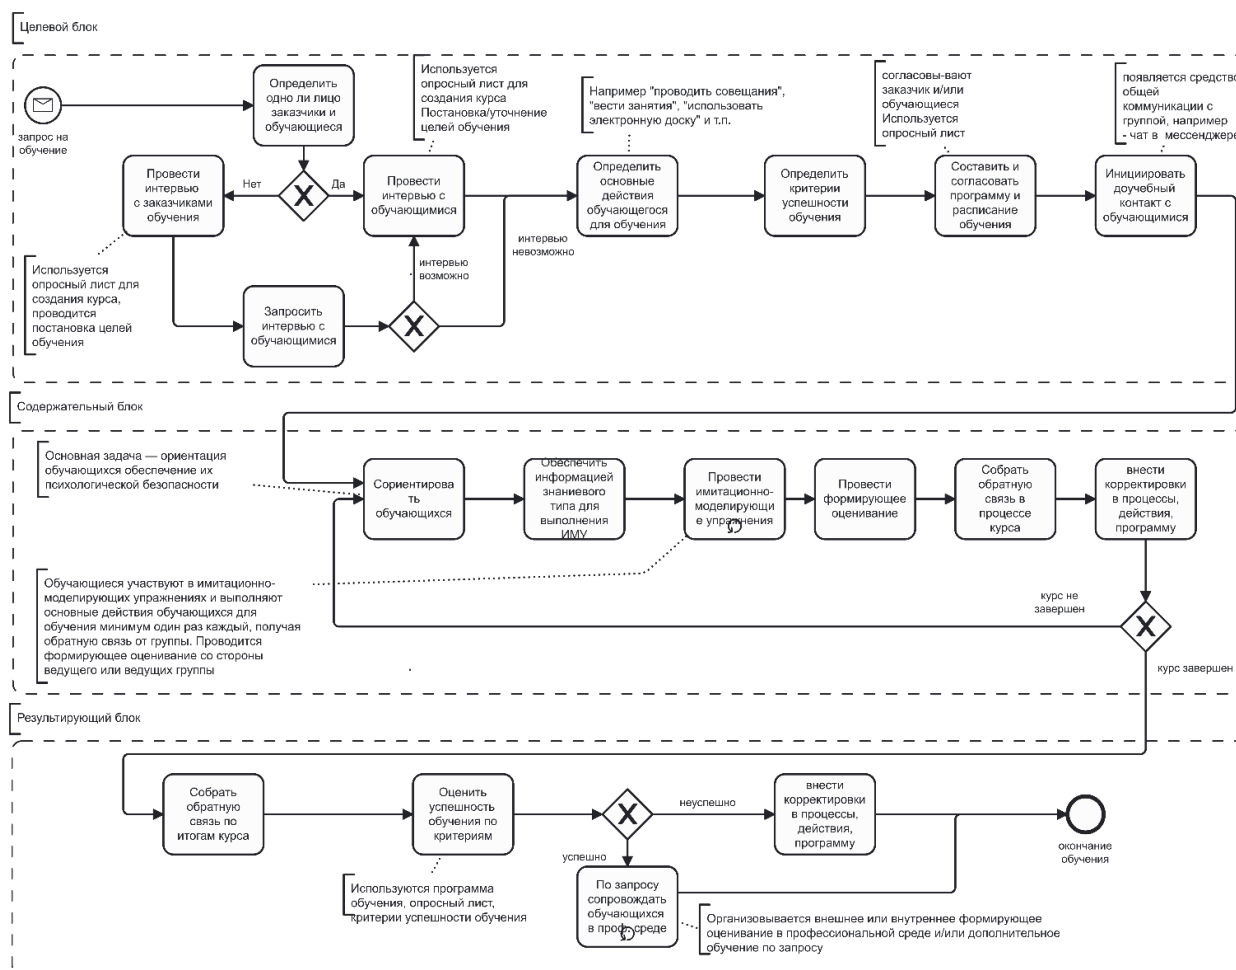 Целевой блок
запрос на
обучение
Определить
одно ли лицо
заказчики и
обучающиеся
Используется
опросный лист для
создания курса
Постановка/уточнение
целей обучения
Например "проводить совещания",
"вести занятия", "использовать
электронную доску" и т.п.
согласовы-вают
заказчик и/или
обучающиеся
Используется
опросный лист
появляется средство
общей
коммуникации с
группой, например
- чат в мессенджере
Провести
интервью
с заказчиками
обучения
Нет
X
Да
Провести
интервью с
обучающимися
Определить
основные
действия
обучающегося
для обучения
Определить
критерии
успешности
обучения
Составить и
согласовать
программу и
расписание
обучения
Инициировать
доучебный
контакт с
обучающимися
интервью
невозможно
интервью
возможно
Используется
опросный лист для
создания курса,
проводится
постановка целей
обучения
Запросить
интервью с
обучающимися
X
Содержательный блок
Основная задача — ориентация
обучающихся обеспечение их
психологической безопасности
Сориентирова
ть
обучающихся
Обеспечить
информацией
знаниевого
типа для
выполнения
ИМУ
Провести
имитационно-
моделирующи
е упражнения
Провести
формирующее
оценивание
Собрать
обратную
связь в
процессе
курса
внести
корректировки
в процессы,
действия,
программу
Обучающиеся участвуют в имитационно-
моделирующих упражнениях и выполняют
основные действия обучающихся для
обучения минимум один раз каждый, получая
обратную связь от группы. Проводится
формирующее оценивание со стороны
ведущего или ведущих группы
курс не
завершен
X
курс завершен
Результирующий блок
Собрать
обратную
связь по
итогам курса
Оценить
успешность
обучения по
критериям
X
неуспешно
внести
корректировки
в процессы,
действия,
программу
окончание
обучения
успешно
По запросу
сопровождать
обучающихся
в проф. среде
Используются программа
обучения, опросный лист,
критерии успешности обучения
Организовывается внешнее или внутреннее формирующее
оценивание в профессиональной среде и/или дополнительное
обучение по запросу